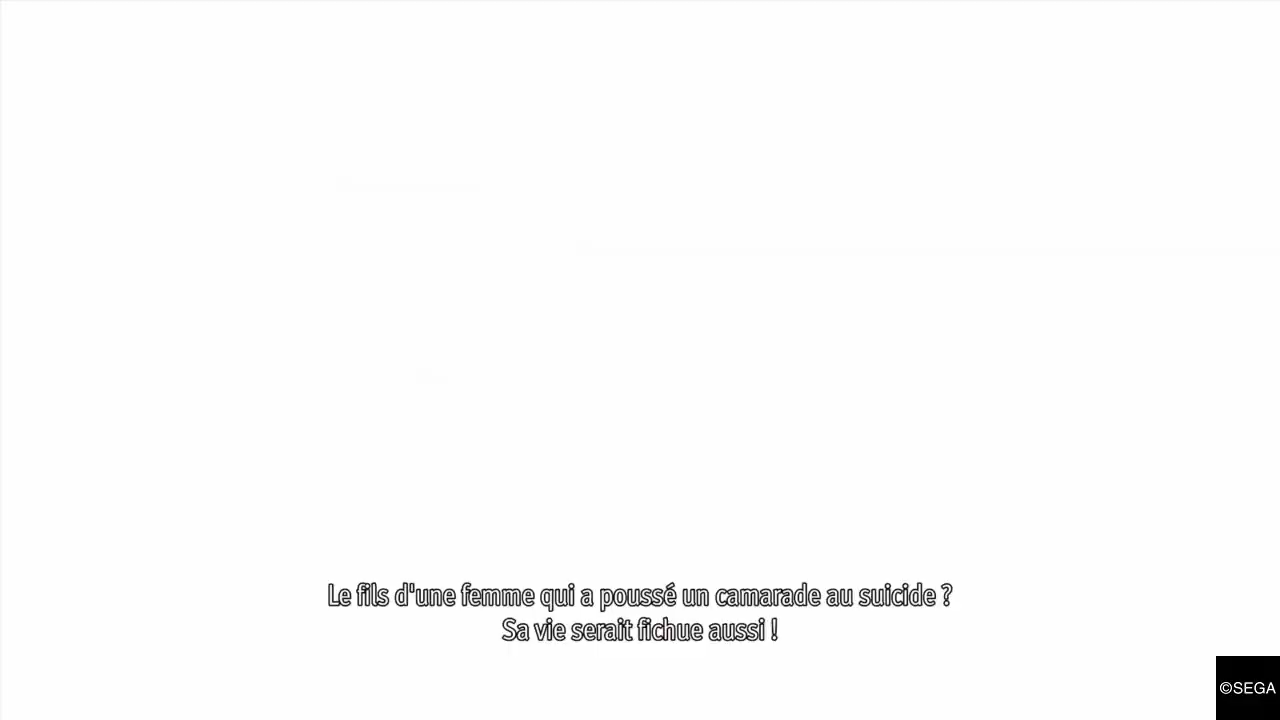 Le fils d'une femme qui a poussé un camarade au suicide ?
Sa vie serait fichue aussi !
©SEGA